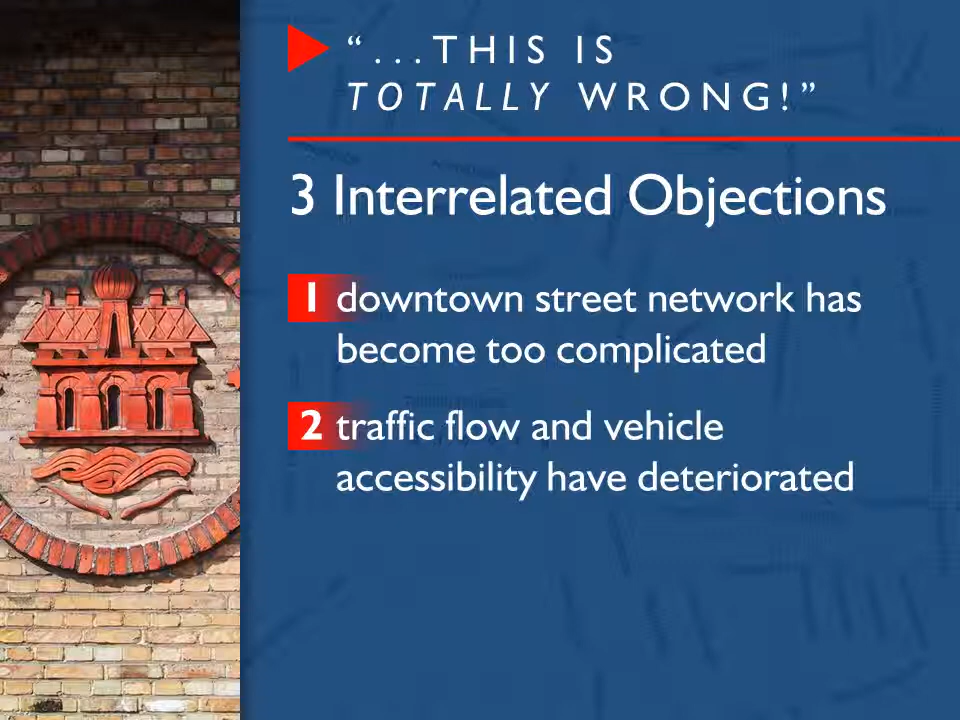 “...THIS IS
TOTALLY WRONG!”
3 Interrelated Objections
1 downtown street network has
become too complicated
2 traffic flow and vehicle
accessibility have deteriorated